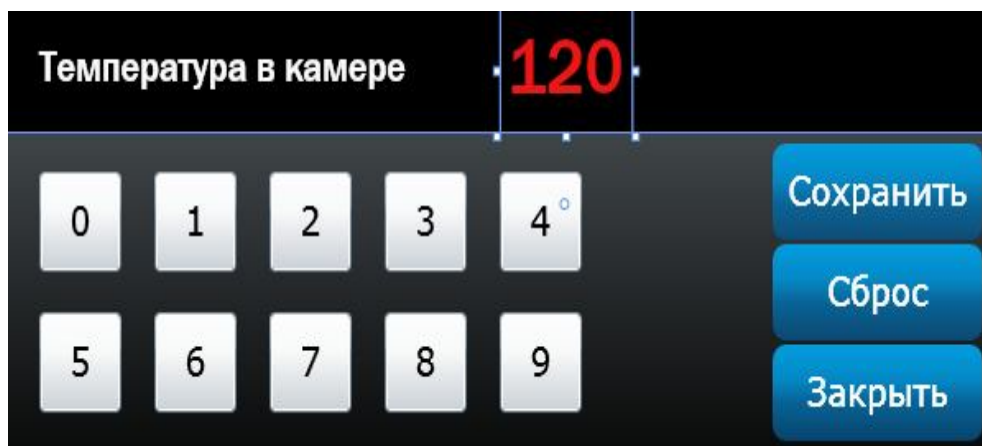 Температура в камере 120
0 1 2 3 4
Сохранить
Сброс
5 6 7 8 9
Закрыть